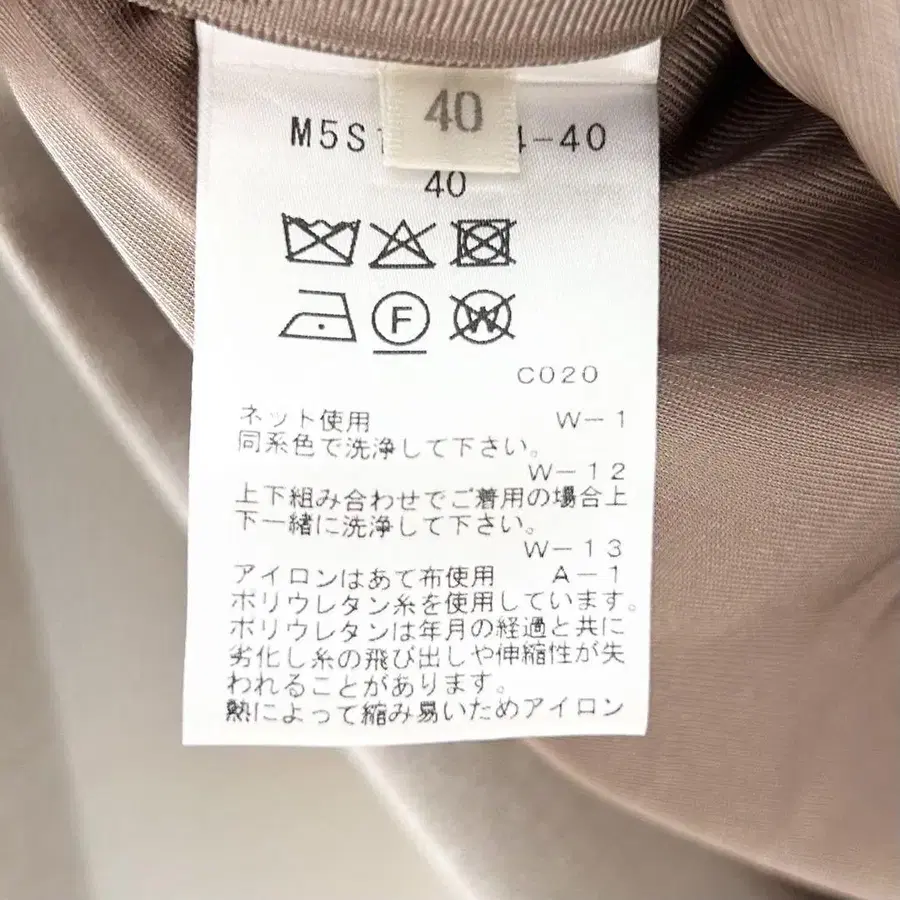 40
M5S1 4-40
40
F
W
C020
ネット使用 W-1
同系色で洗浄して下さい。
W-12
上下組み合わせでご着用の場合上
下一緒に洗浄して下さい。
W-13
アイロンはあて布使用 A-1
ポリウレタン糸を使用しています。
ポリウレタンは年月の経過と共に
劣化し糸の飛び出しや伸縮性が失
われることがあります。
熱によって縮み易いためアイロン